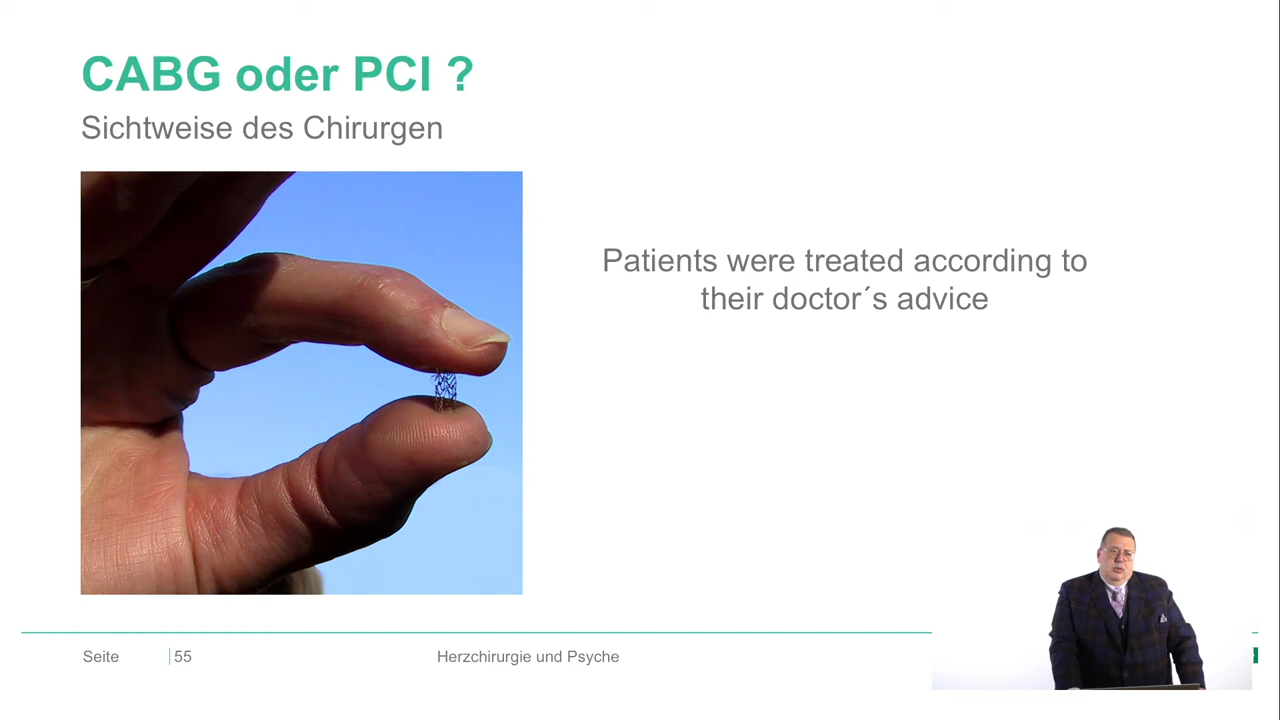 CABG oder PCI ?
Sichtweise des Chirurgen
Patients were treated according to
their doctor´s advice
Seite
55
Herzchirurgie und Psyche